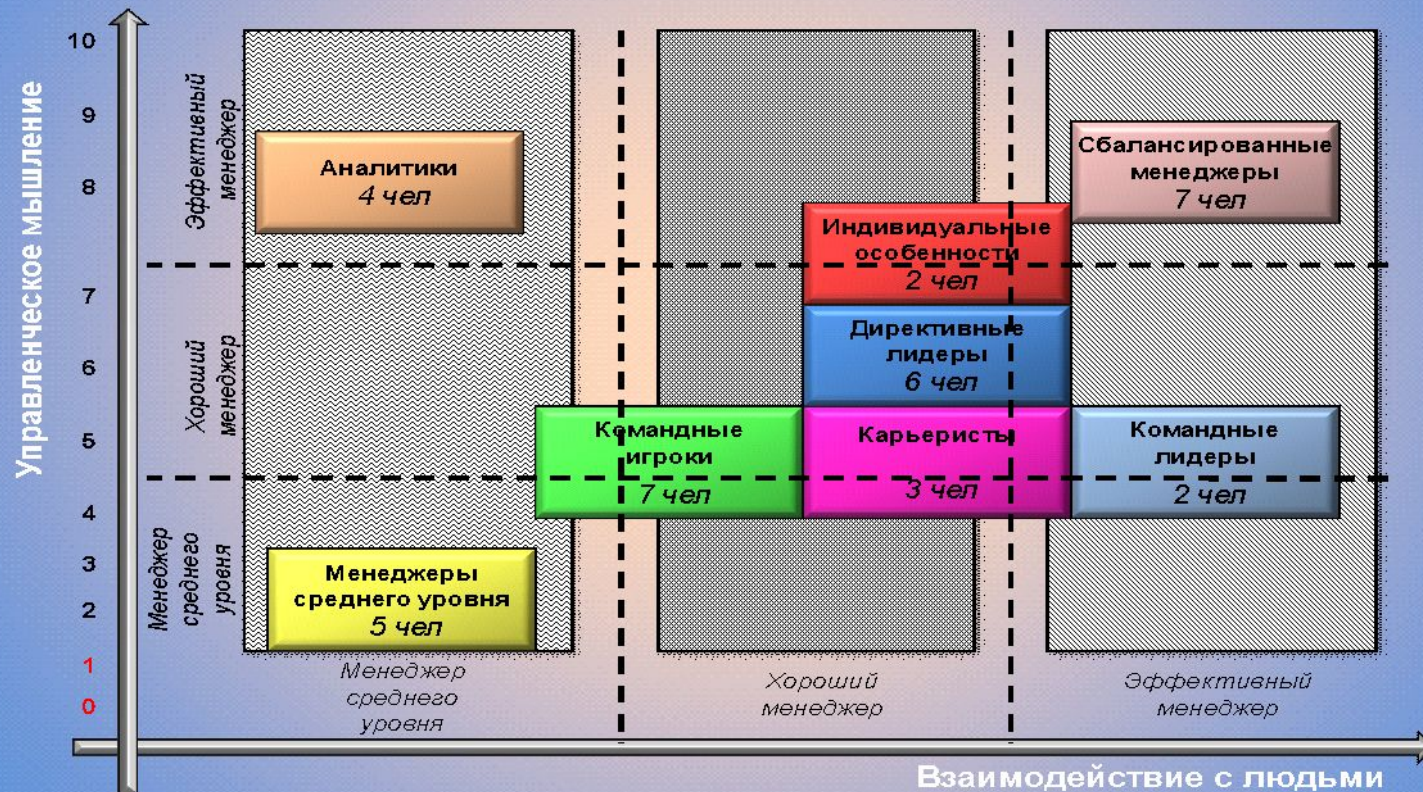 Управленческое мышление
10
9
8
7
6
5
4
3
2
1
0
Эффективный
менеджер
Хороший
менеджер
Менеджер
среднего
уровня
Аналитики
4 чел
Сбалансированные
менеджеры
7 чел
Индивидуальные
особенности
2 чел
Директивные
лидеры
6 чел
Командные
игроки
7 чел
Карьеристы
3 чел
Командные
лидеры
2 чел
Менеджеры
среднего уровня
5 чел
Менеджер
среднего
уровня
Хороший
менеджер
Эффективный
менеджер
Взаимодействие с людьми